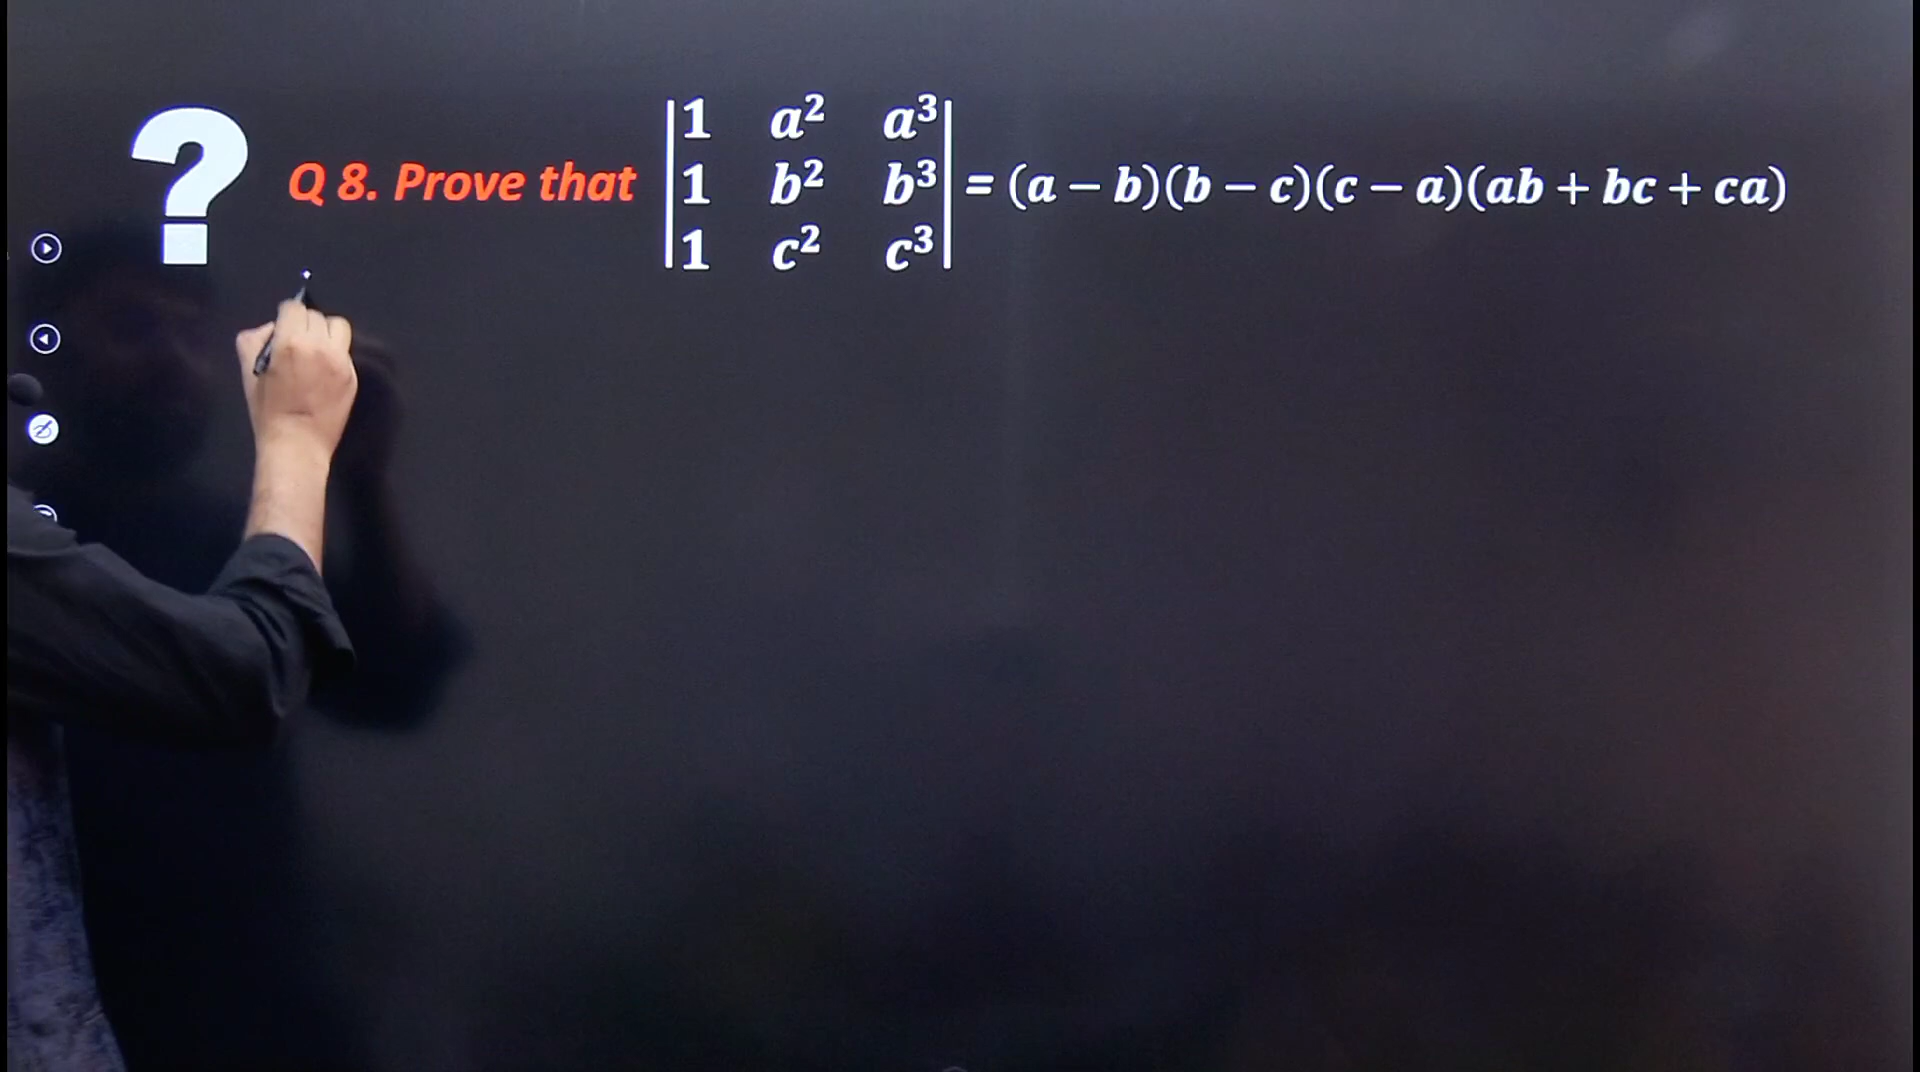 ?
Q 8. Prove that |1 a² a³| = (a − b)(b − c)(c − a)(ab + bc + ca)
|1 b² b³|
|1 c² c³|